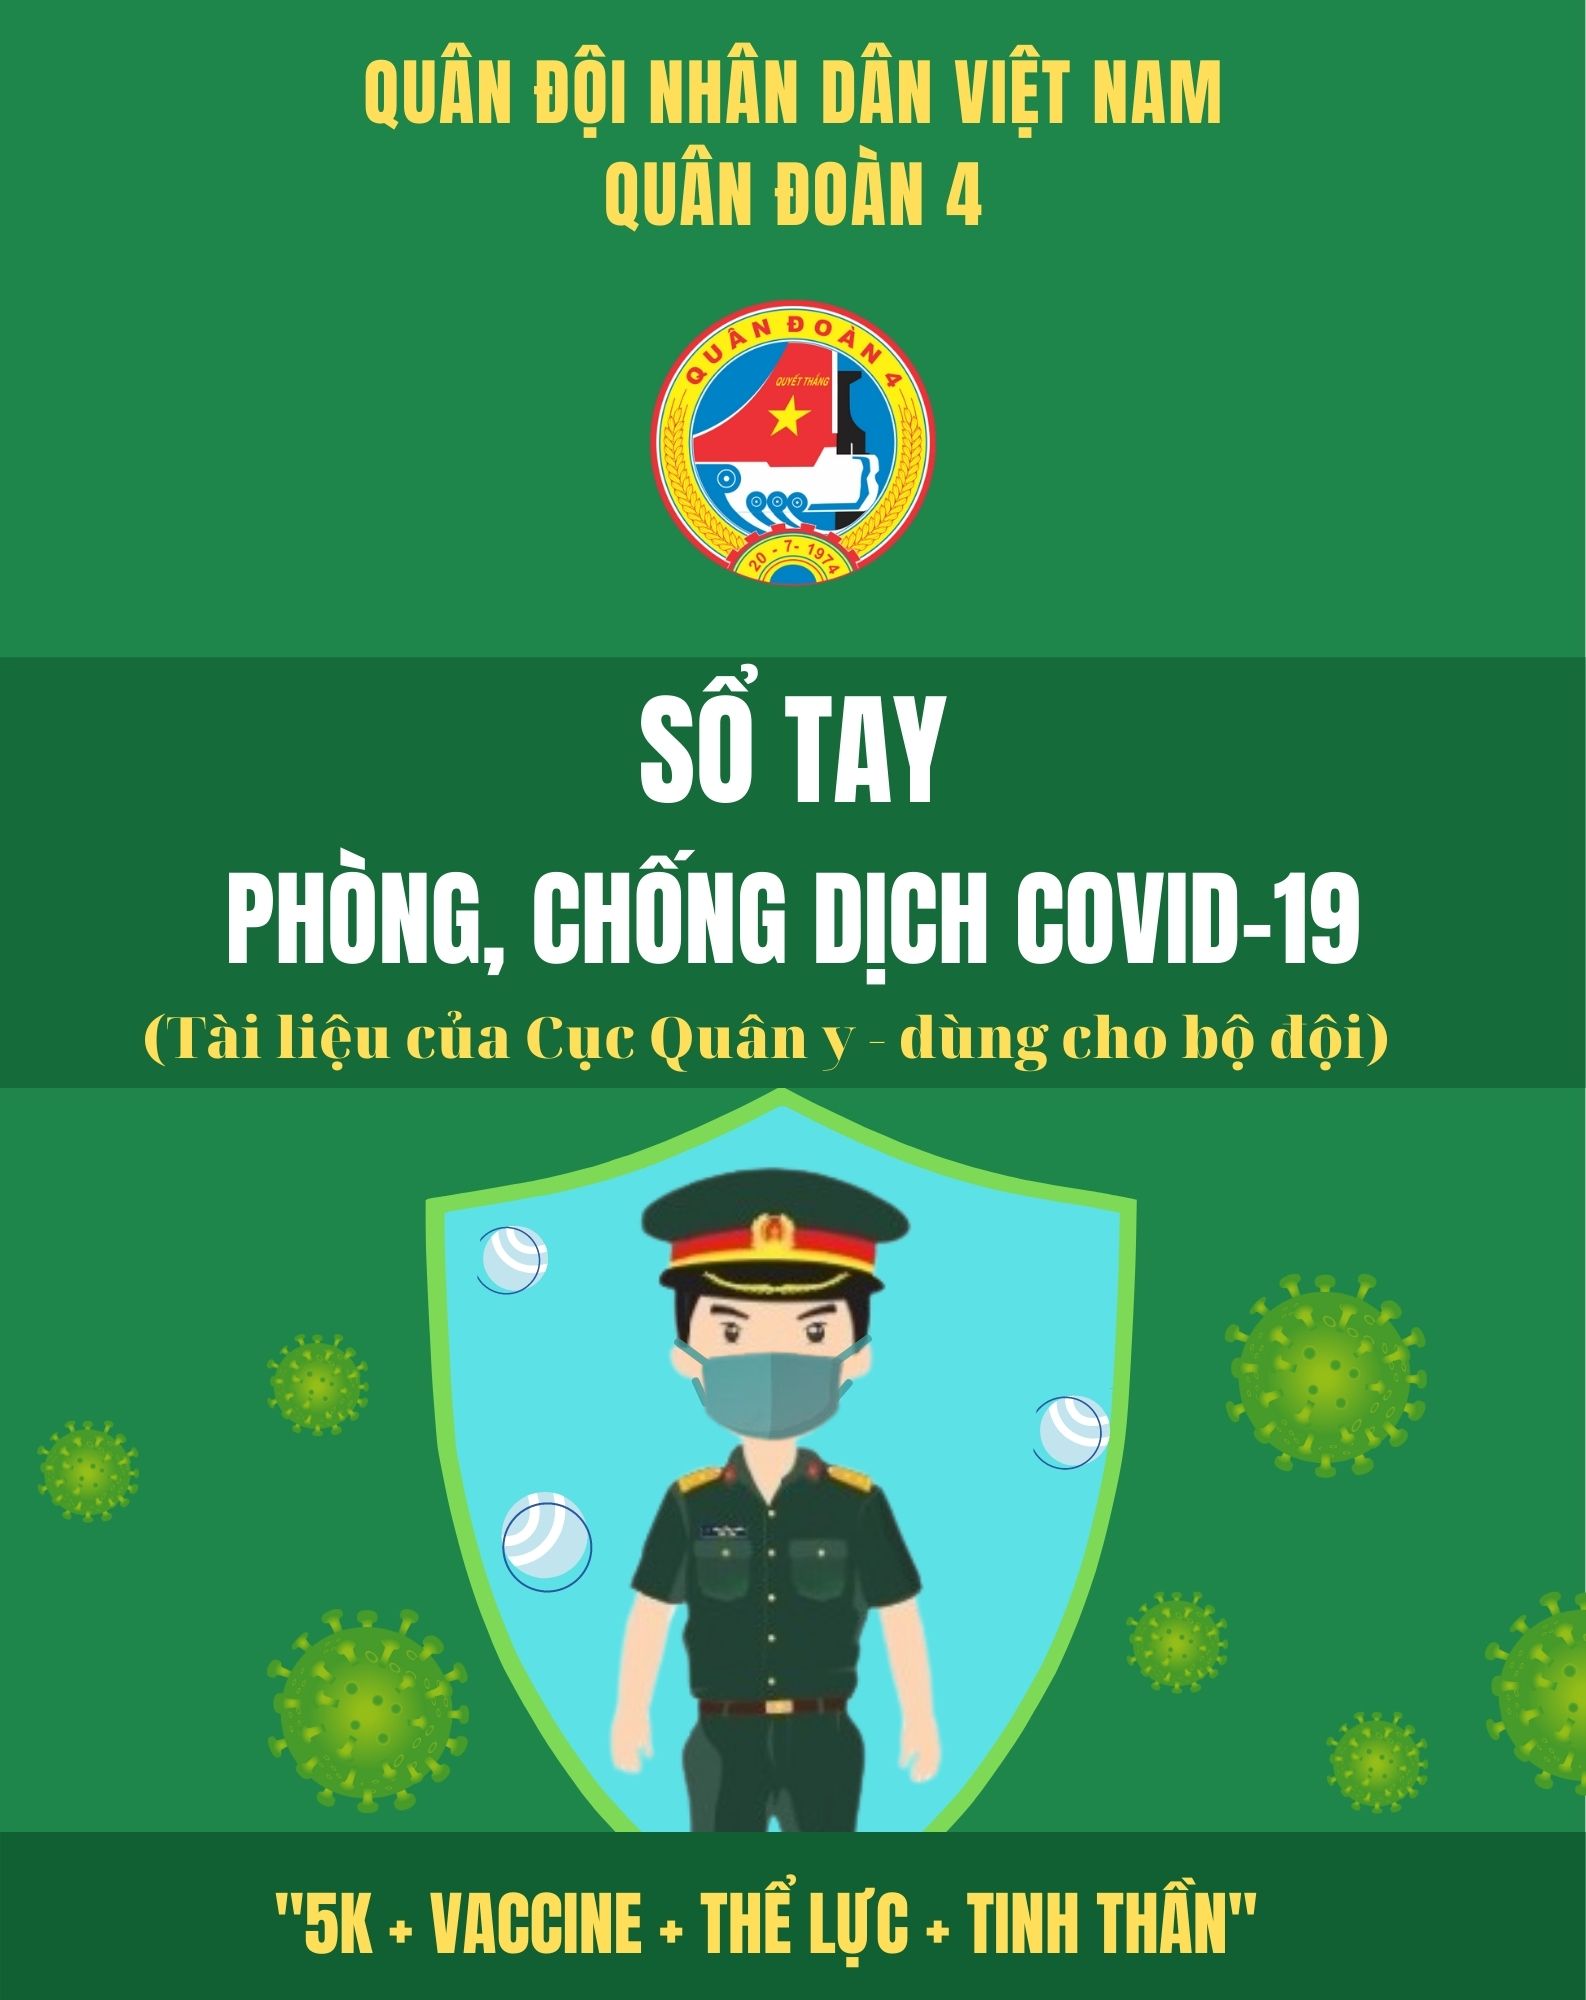 QUÂN ĐỘI NHÂN DÂN VIỆT NAM
QUÂN ĐOÀN 4
QUÂN ĐOÀN 4
QUYẾT THẮNG
20 - 7 - 1974
SỔ TAY
PHÒNG, CHỐNG DỊCH COVID-19
(Tài liệu của Cục Quân y - dùng cho bộ đội)
"5K + VACCINE + THỂ LỰC + TINH THẦN"